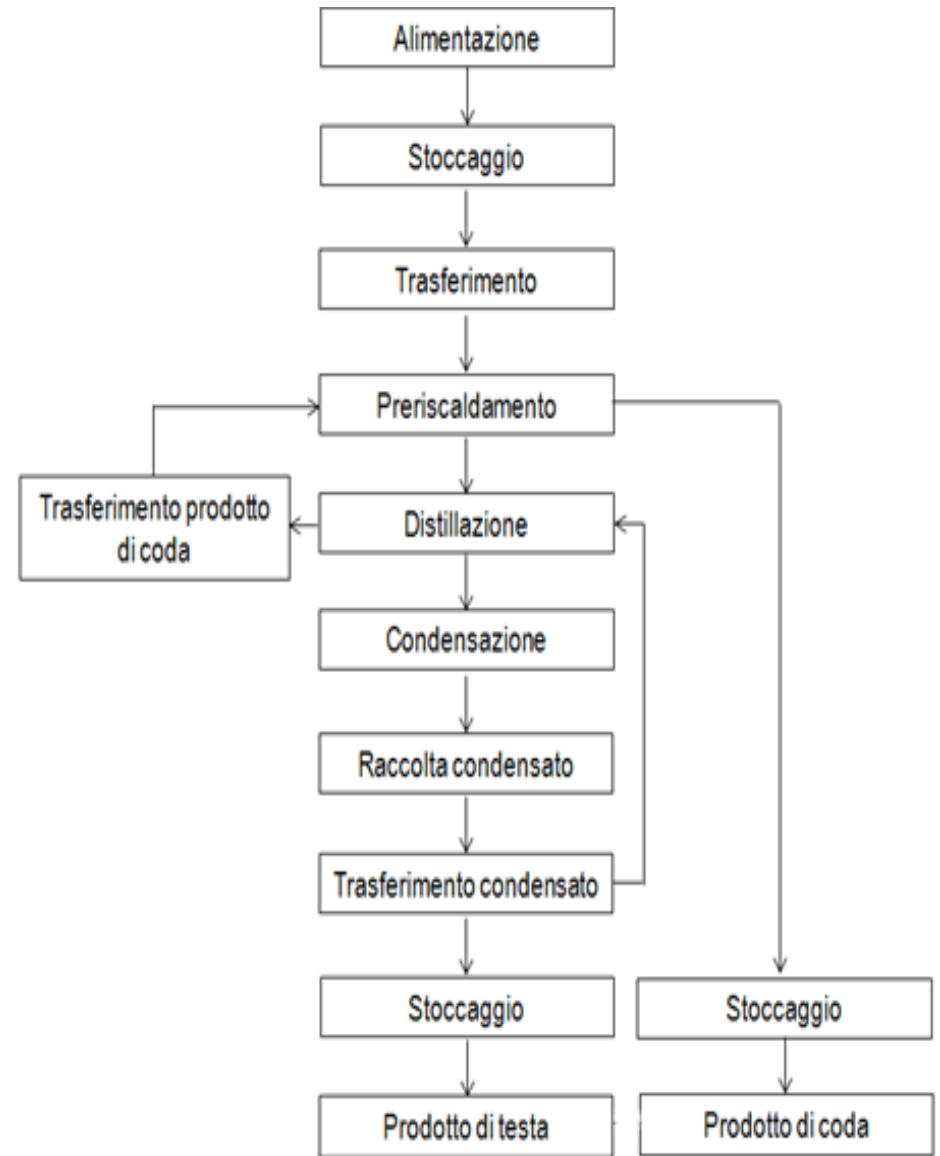 Alimentazione
Stoccaggio
Trasferimento
Preriscaldamento
Trasferimento prodotto
di coda
Distillazione
Condensazione
Raccolta condensato
Trasferimento condensato
Stoccaggio
Stoccaggio
Prodotto di testa
Prodotto di coda